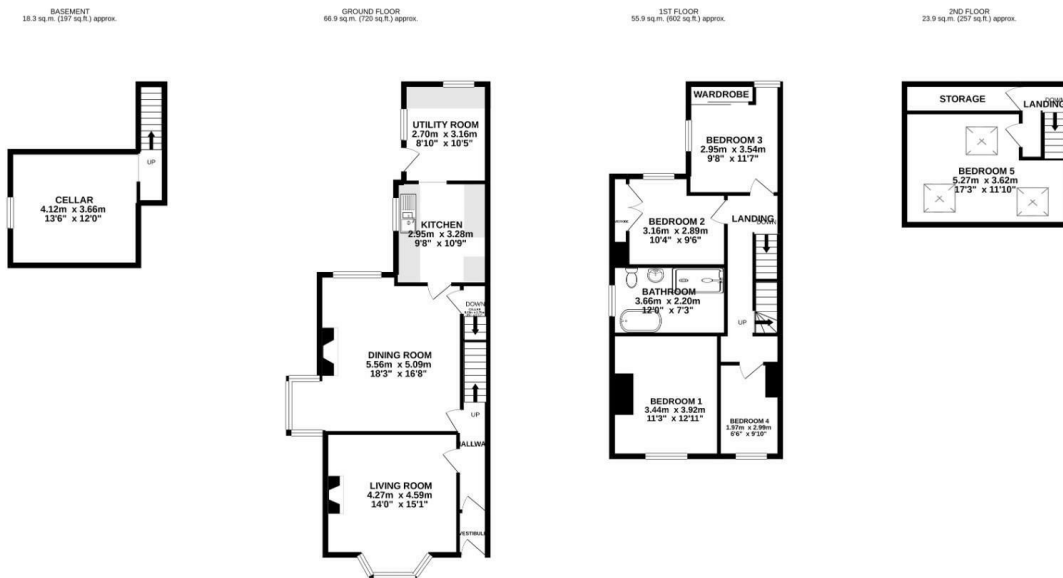 BASEMENT
18.3 sq.m. (197 sq.ft.) approx.
GROUND FLOOR
66.9 sq.m. (720 sq.ft.) approx.
1ST FLOOR
55.9 sq.m. (602 sq.ft.) approx.
2ND FLOOR
23.9 sq.m. (257 sq.ft.) approx.
UP
CELLAR
4.12m x 3.66m
13'6" x 12'0"
UTILITY ROOM
2.70m x 3.16m
8'10" x 10'5"
KITCHEN
2.95m x 3.28m
9'8" x 10'9"
DOWN
DINING ROOM
5.56m x 5.09m
18'3" x 16'8"
UP
HALLWAY
LIVING ROOM
4.27m x 4.59m
14'0" x 15'1"
VESTIBULE
WARDROBE
BEDROOM 3
2.95m x 3.54m
9'8" x 11'7"
BEDROOM 2
3.16m x 2.89m
10'4" x 9'6"
LANDING
DOWN
BATHROOM
3.66m x 2.20m
12'0" x 7'3"
UP
BEDROOM 1
3.44m x 3.92m
11'3" x 12'11"
BEDROOM 4
1.97m x 2.99m
6'6" x 9'10"
STORAGE
DOWN
LANDING
BEDROOM 5
5.27m x 3.62m
17'3" x 11'10"